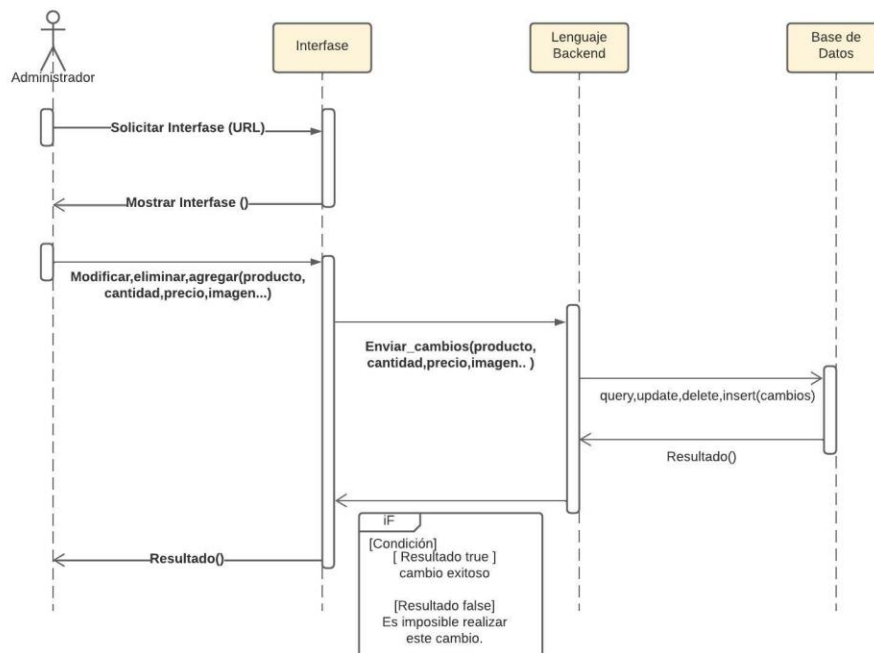 Administrador
Interfase
Lenguaje
Backend
Base de
Datos
Solicitar Interfase (URL)
Mostrar Interfase ()
Modificar,eliminar,agregar(producto,
cantidad,precio,imagen...)
Enviar_cambios(producto,
cantidad,precio,imagen.. )
query,update,delete,insert(cambios)
Resultado()
iF
[Condición]
[ Resultado true ]
cambio exitoso
[Resultado false]
Es imposible realizar
este cambio.
Resultado()